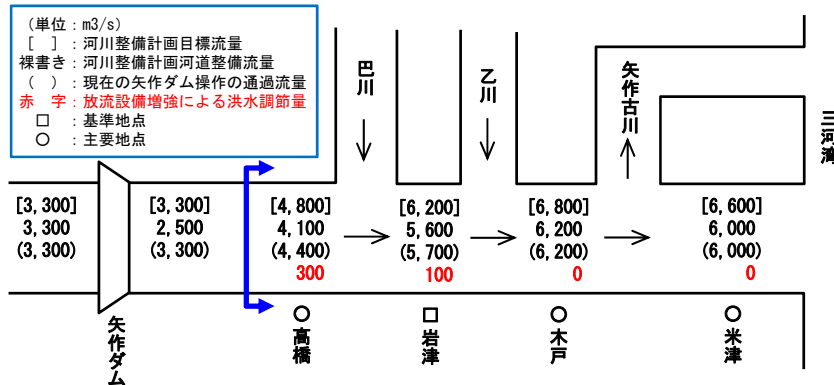 (単位:m3/s)
[ ]:河川整備計画目標流量
裸書き:河川整備計画河道整備流量
( ):現在の矢作ダム操作の通過流量
赤 字:放流設備増強による洪水調節量
□:基準地点
○:主要地点
巴川
乙川
矢作古川
三河湾
[3,300]
3,300
(3,300)
[3,300]
2,500
(3,300)
[4,800]
4,100
(4,400)
300
[6,200]
5,600
(5,700)
100
[6,800]
6,200
(6,200)
0
[6,600]
6,000
(6,000)
0
矢作ダム
○高橋
□岩津
○木戸
○米津